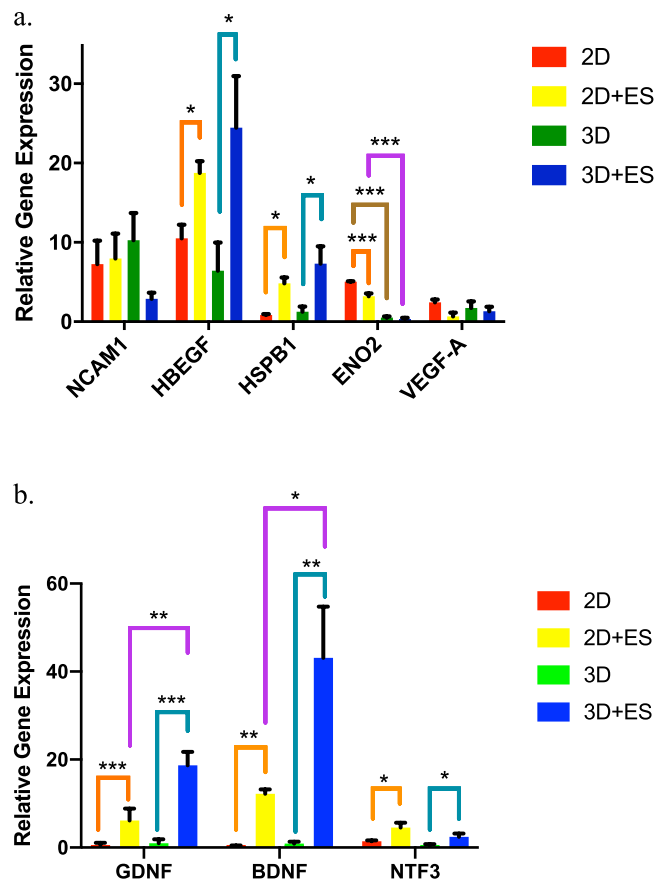 a.
Relative Gene Expression
30
20
10
0
*
*
*
*
***
***
***
NCAM1
HBEGF
HSPB1
ENO2
VEGF-A
2D
2D+ES
3D
3D+ES
b.
Relative Gene Expression
60
40
20
0
*
**
**
***
**
***
*
*
GDNF
BDNF
NTF3
2D
2D+ES
3D
3D+ES